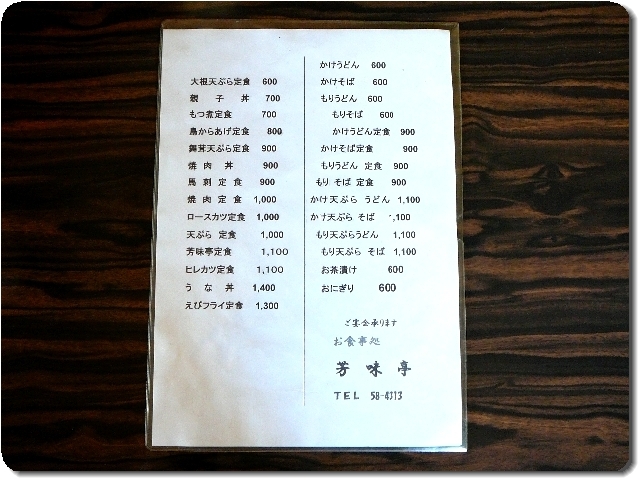 大根天ぷら定食 600
親子丼 700
もつ煮定食 700
鳥からあげ定食 800
舞茸天ぷら定食 900
焼肉丼 900
馬刺定食 900
焼肉定食 1,000
ロースカツ定食 1,000
天ぷら 定食 1,000
芳味亭定食 1,100
ヒレカツ定食 1,100
うな丼 1,400
えびフライ定食 1,300
かけうどん 600
かけそば 600
もりうどん 600
もりそば 600
かけうどん定食 900
かけそば定食 900
もりうどん 定食 900
もりそば 定食 900
かけ天ぷら うどん 1,100
かけ天ぷら そば 1,100
もり天ぷらうどん 1,100
もり天ぷら そば 1,100
お茶漬け 600
おにぎり 600
ご宴会承ります
お食事処
芳味亭
TEL 58-4313